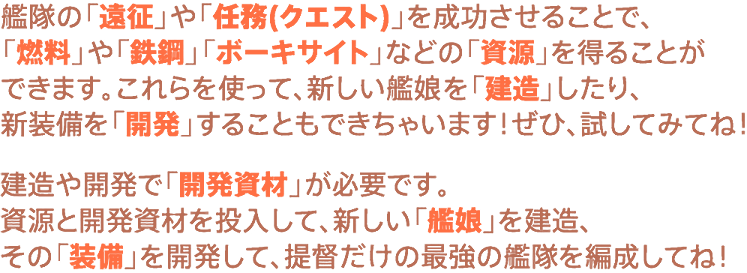 艦隊の「遠征」や「任務(クエスト)」を成功させることで、
「燃料」や「鉄鋼」「ボーキサイト」などの「資源」を得ることが
できます。これらを使って、新しい艦娘を「建造」したり、
新装備を「開発」することもできちゃいます!ぜひ、試してみてね!
建造や開発で「開発資材」が必要です。
資源と開発資材を投入して、新しい「艦娘」を建造、
その「装備」を開発して、提督だけの最強の艦隊を編成してね!